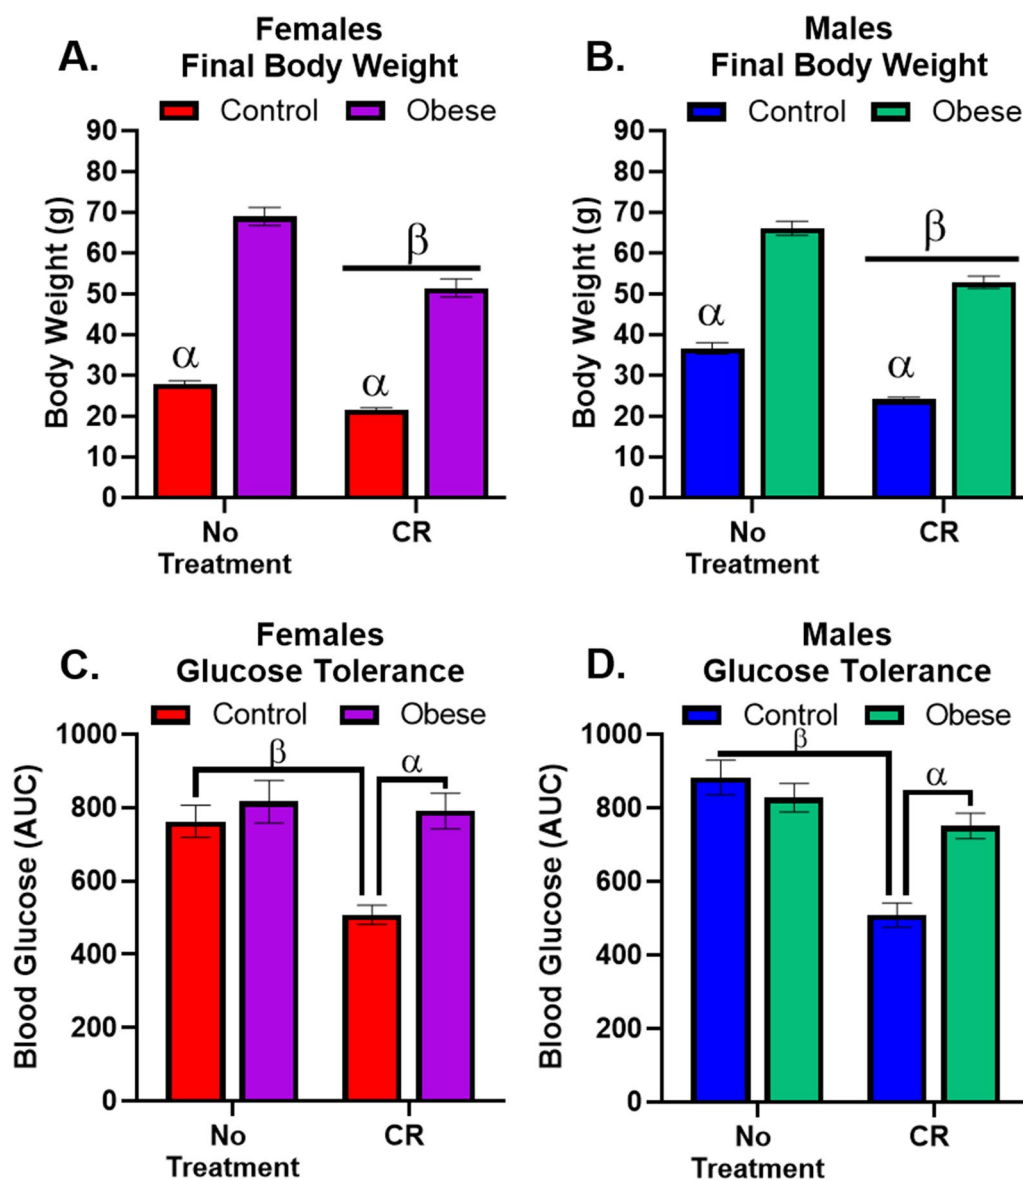 A.
Females
Final Body Weight
Control Obese
Body Weight (g)
90
80
70
60
50
40
30
20
10
0
α
α
β
No
Treatment
CR
B.
Males
Final Body Weight
Control Obese
Body Weight (g)
90
80
70
60
50
40
30
20
10
0
α
α
β
No
Treatment
CR
C.
Females
Glucose Tolerance
Control Obese
Blood Glucose (AUC)
1000
800
600
400
200
0
β
α
No
Treatment
CR
D.
Males
Glucose Tolerance
Control Obese
Blood Glucose (AUC)
1000
800
600
400
200
0
β
α
No
Treatment
CR